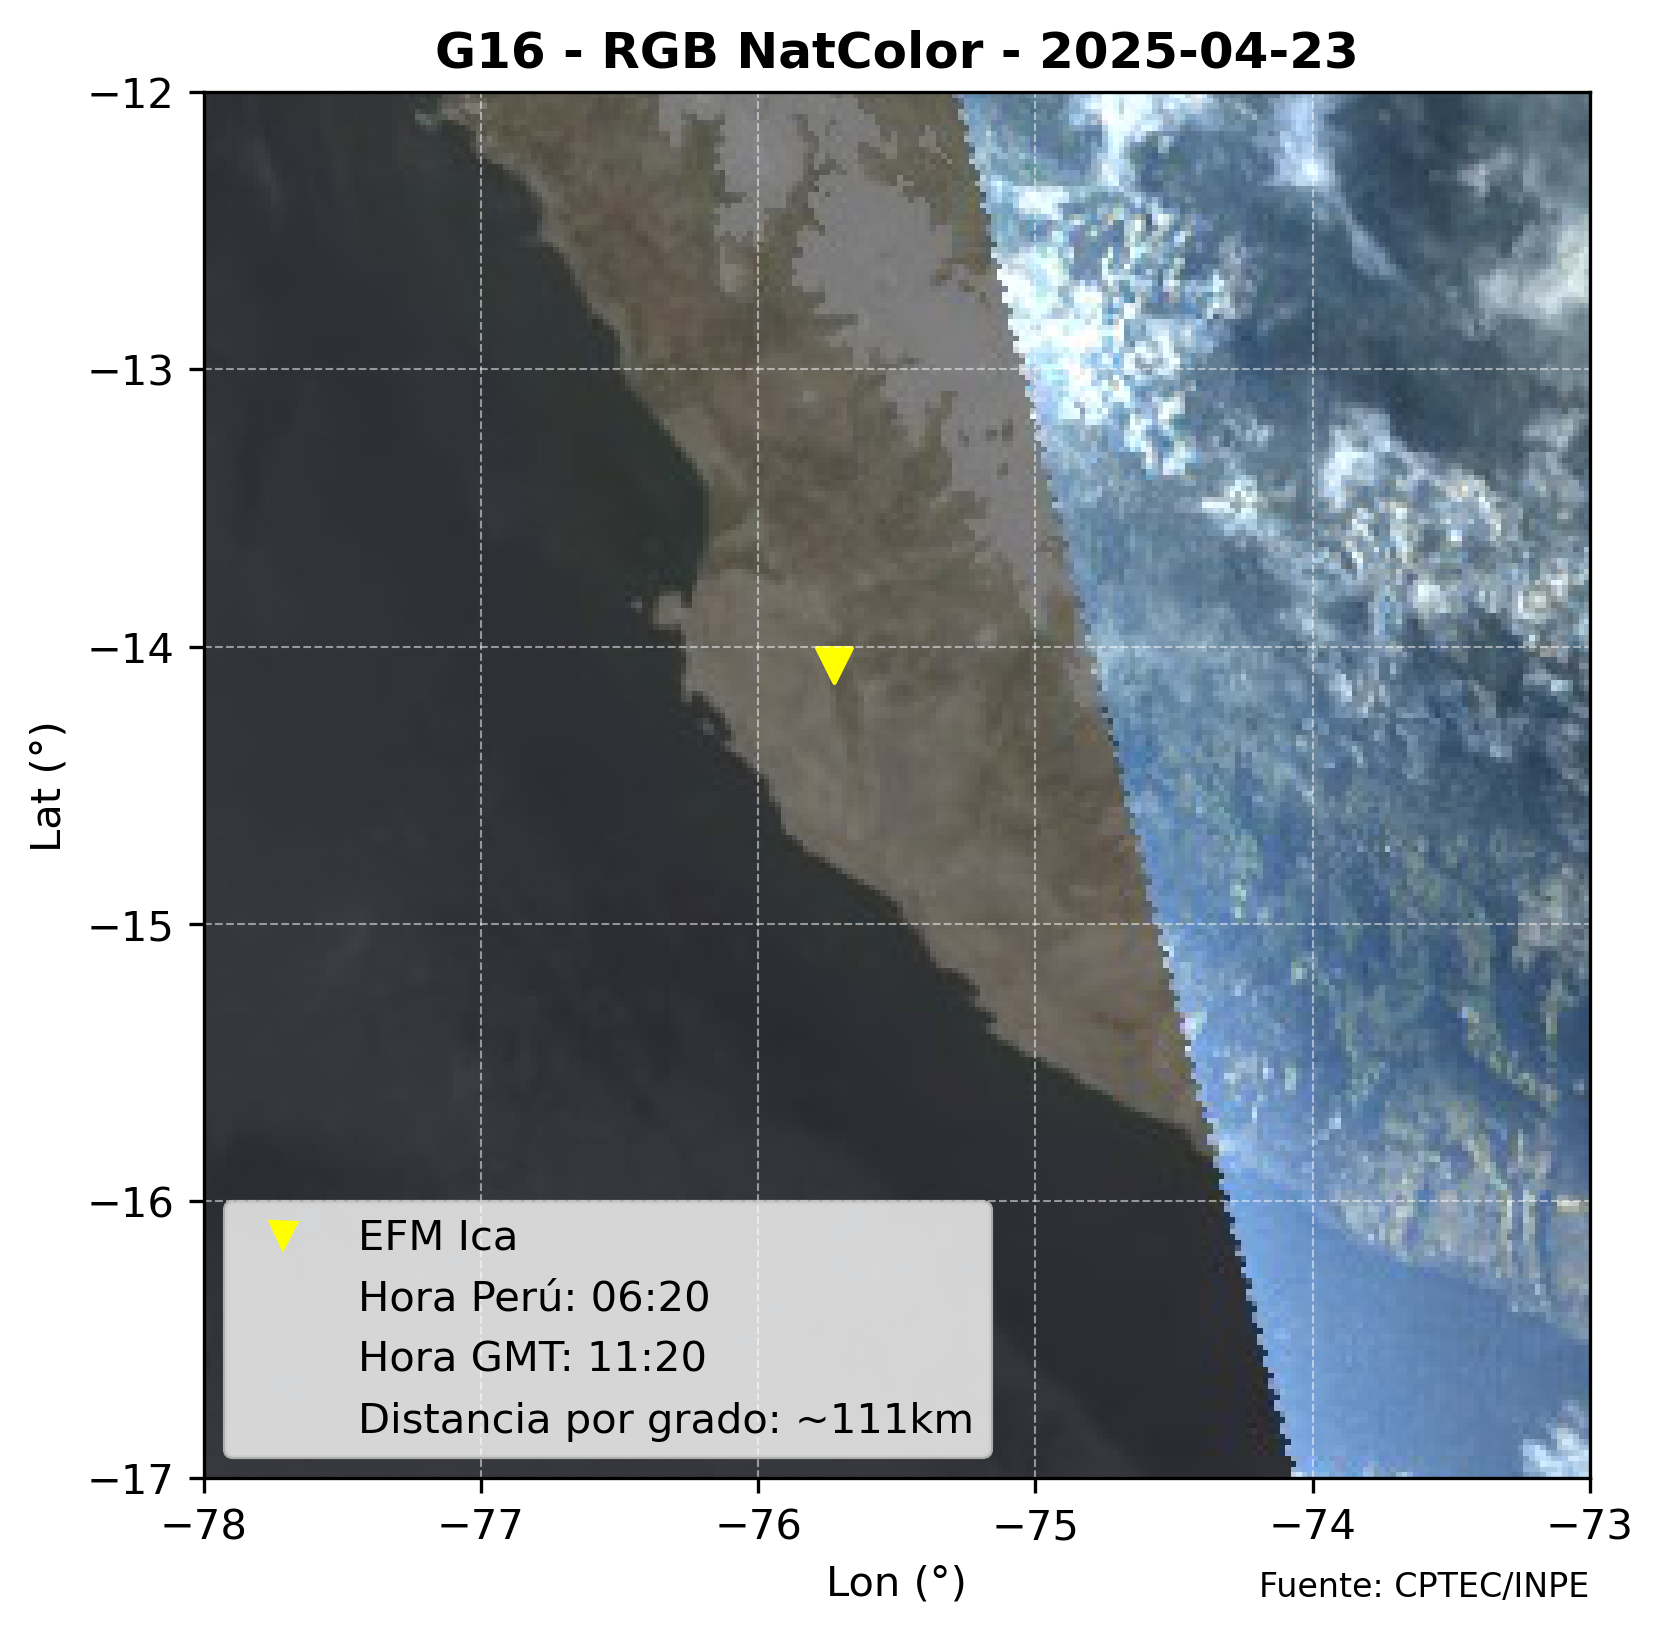 G16 - RGB NatColor - 2025-04-23
−12
−13
−14
−15
−16
−17
Lat (°)
EFM Ica
Hora Perú: 06:20
Hora GMT: 11:20
Distancia por grado: ~111km
−78 −77 −76 −75 −74 −73
Lon (°)
Fuente: CPTEC/INPE